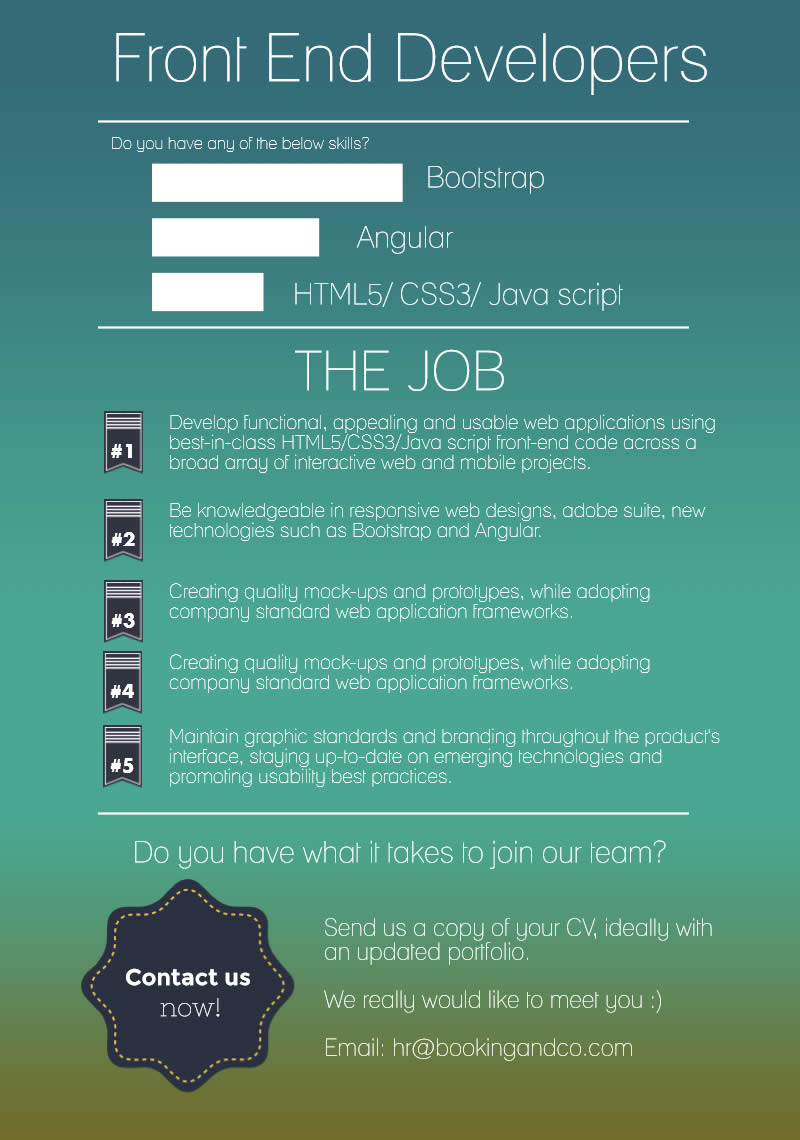 Front End Developers
Do you have any of the below skills?
Bootstrap
Angular
HTML5/ CSS3/ Java script
THE JOB
#1
Develop functional, appealing and usable web applications using
best-in-class HTML5/CSS3/Java script front-end code across a
broad array of interactive web and mobile projects.
#2
Be knowledgeable in responsive web designs, adobe suite, new
technologies such as Bootstrap and Angular.
#3
Creating quality mock-ups and prototypes, while adopting
company standard web application frameworks.
#4
Creating quality mock-ups and prototypes, while adopting
company standard web application frameworks.
#5
Maintain graphic standards and branding throughout the product's
interface, staying up-to-date on emerging technologies and
promoting usability best practices.
Do you have what it takes to join our team?
Contact us
now!
Send us a copy of your CV, ideally with
an updated portfolio.
We really would like to meet you :)
Email: hr@bookingandco.com